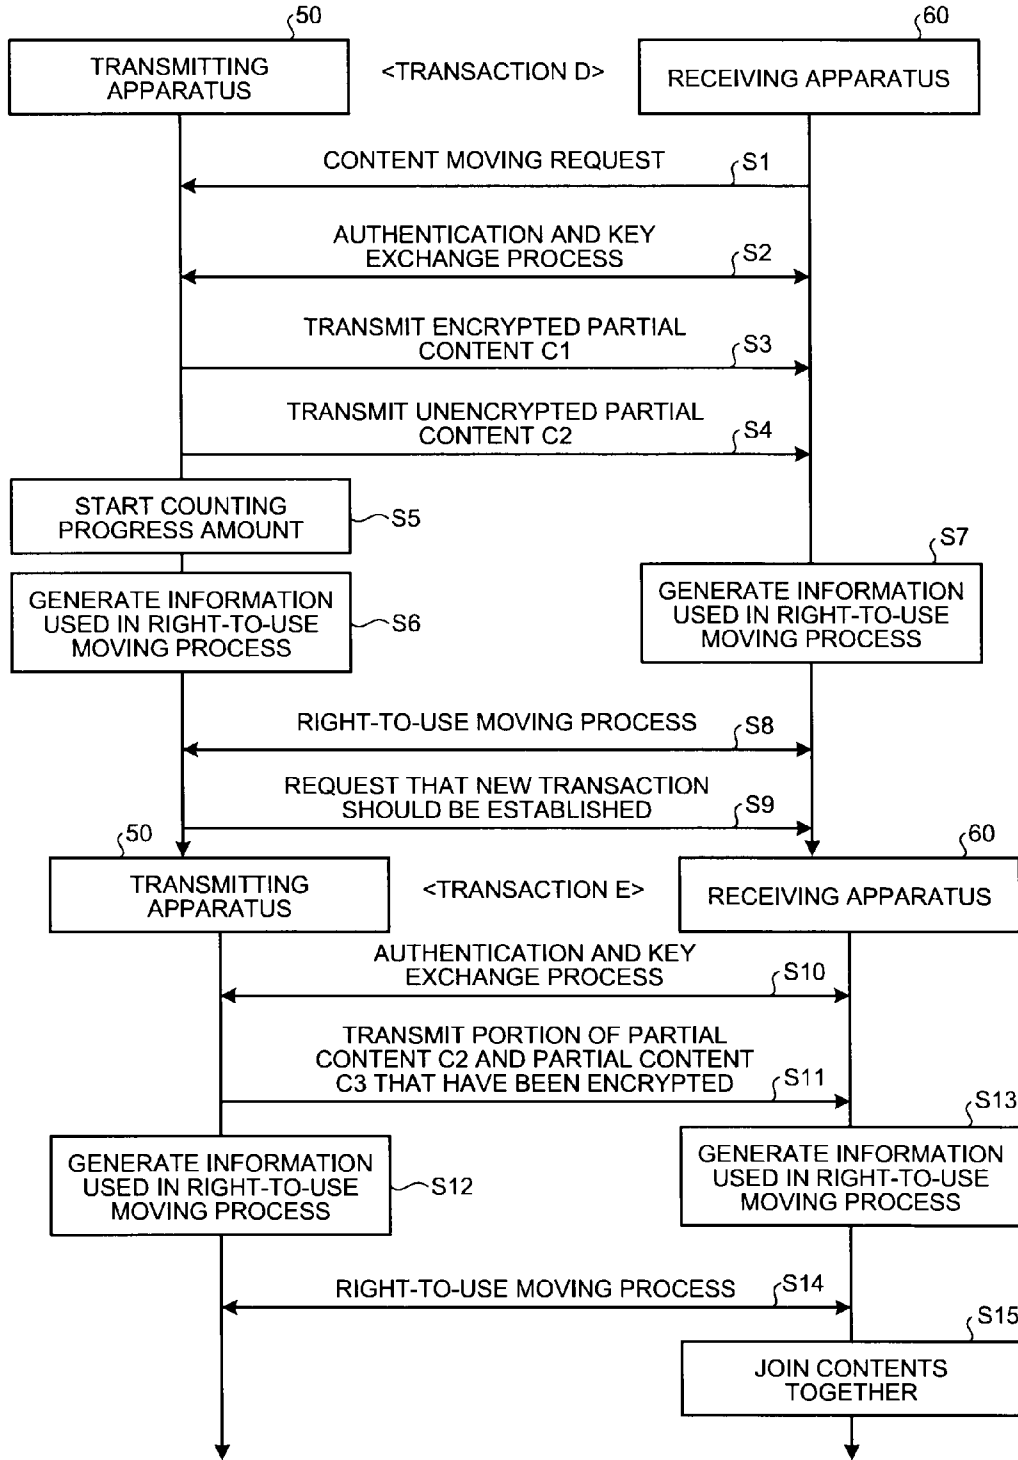 50
60
TRANSMITTING
APPARATUS
<TRANSACTION D>
RECEIVING APPARATUS
CONTENT MOVING REQUEST
S1
AUTHENTICATION AND KEY
EXCHANGE PROCESS
S2
TRANSMIT ENCRYPTED PARTIAL
CONTENT C1
S3
TRANSMIT UNENCRYPTED PARTIAL
CONTENT C2
S4
START COUNTING
PROGRESS AMOUNT
S5
GENERATE INFORMATION
USED IN RIGHT-TO-USE
MOVING PROCESS
S6
S7
GENERATE INFORMATION
USED IN RIGHT-TO-USE
MOVING PROCESS
RIGHT-TO-USE MOVING PROCESS
S8
REQUEST THAT NEW TRANSACTION
SHOULD BE ESTABLISHED
S9
50
60
TRANSMITTING
APPARATUS
<TRANSACTION E>
RECEIVING APPARATUS
AUTHENTICATION AND KEY
EXCHANGE PROCESS
S10
TRANSMIT PORTION OF PARTIAL
CONTENT C2 AND PARTIAL CONTENT
C3 THAT HAVE BEEN ENCRYPTED
S11
GENERATE INFORMATION
USED IN RIGHT-TO-USE
MOVING PROCESS
S12
S13
GENERATE INFORMATION
USED IN RIGHT-TO-USE
MOVING PROCESS
RIGHT-TO-USE MOVING PROCESS
S14
S15
JOIN CONTENTS
TOGETHER